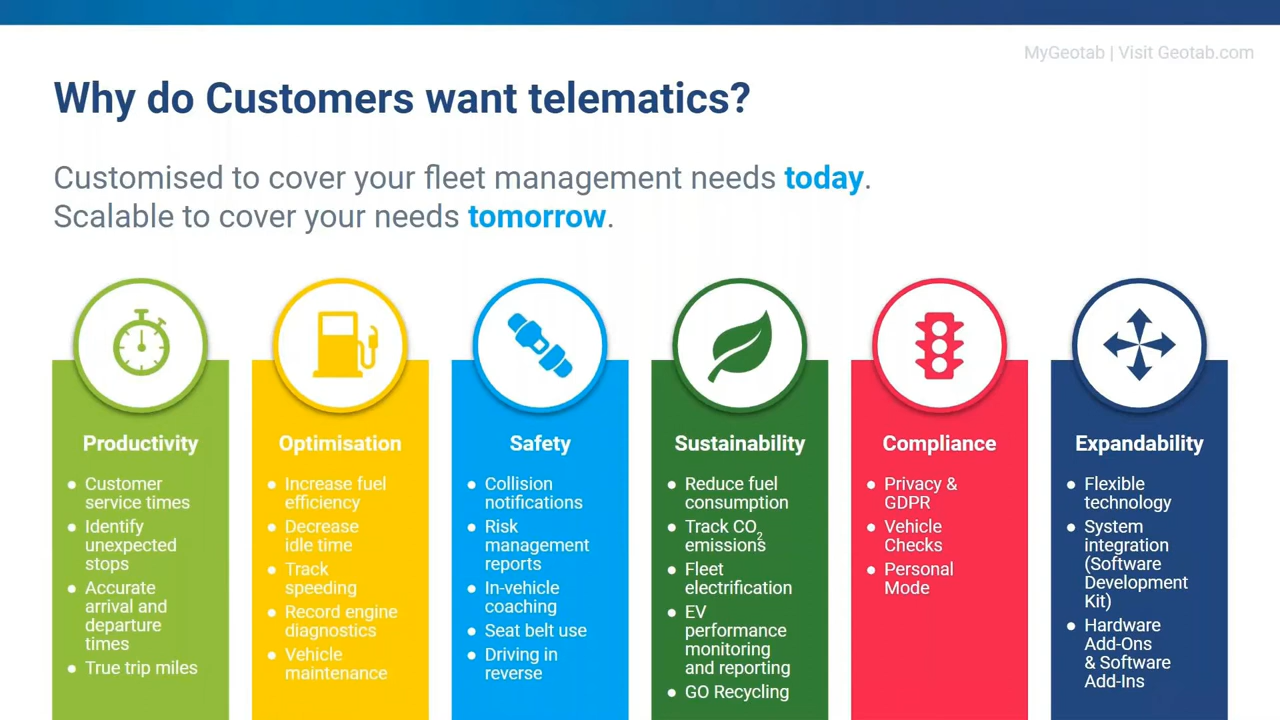 MyGeotab | Visit Geotab.com
Why do Customers want telematics?
Customised to cover your fleet management needs today.
Scalable to cover your needs tomorrow.
Productivity
● Customer
service times
● Identify
unexpected
stops
● Accurate
arrival and
departure
times
● True trip miles
Optimisation
● Increase fuel
efficiency
● Decrease
idle time
● Track
speeding
● Record engine
diagnostics
● Vehicle
maintenance
Safety
● Collision
notifications
● Risk
management
reports
● In-vehicle
coaching
● Seat belt use
● Driving in
reverse
Sustainability
● Reduce fuel
consumption
● Track CO₂
emissions
● Fleet
electrification
● EV
performance
monitoring
and reporting
● GO Recycling
Compliance
● Privacy &
GDPR
● Vehicle
Checks
● Personal
Mode
Expandability
● Flexible
technology
● System
integration
(Software
Development
Kit)
● Hardware
Add-Ons
& Software
Add-Ins